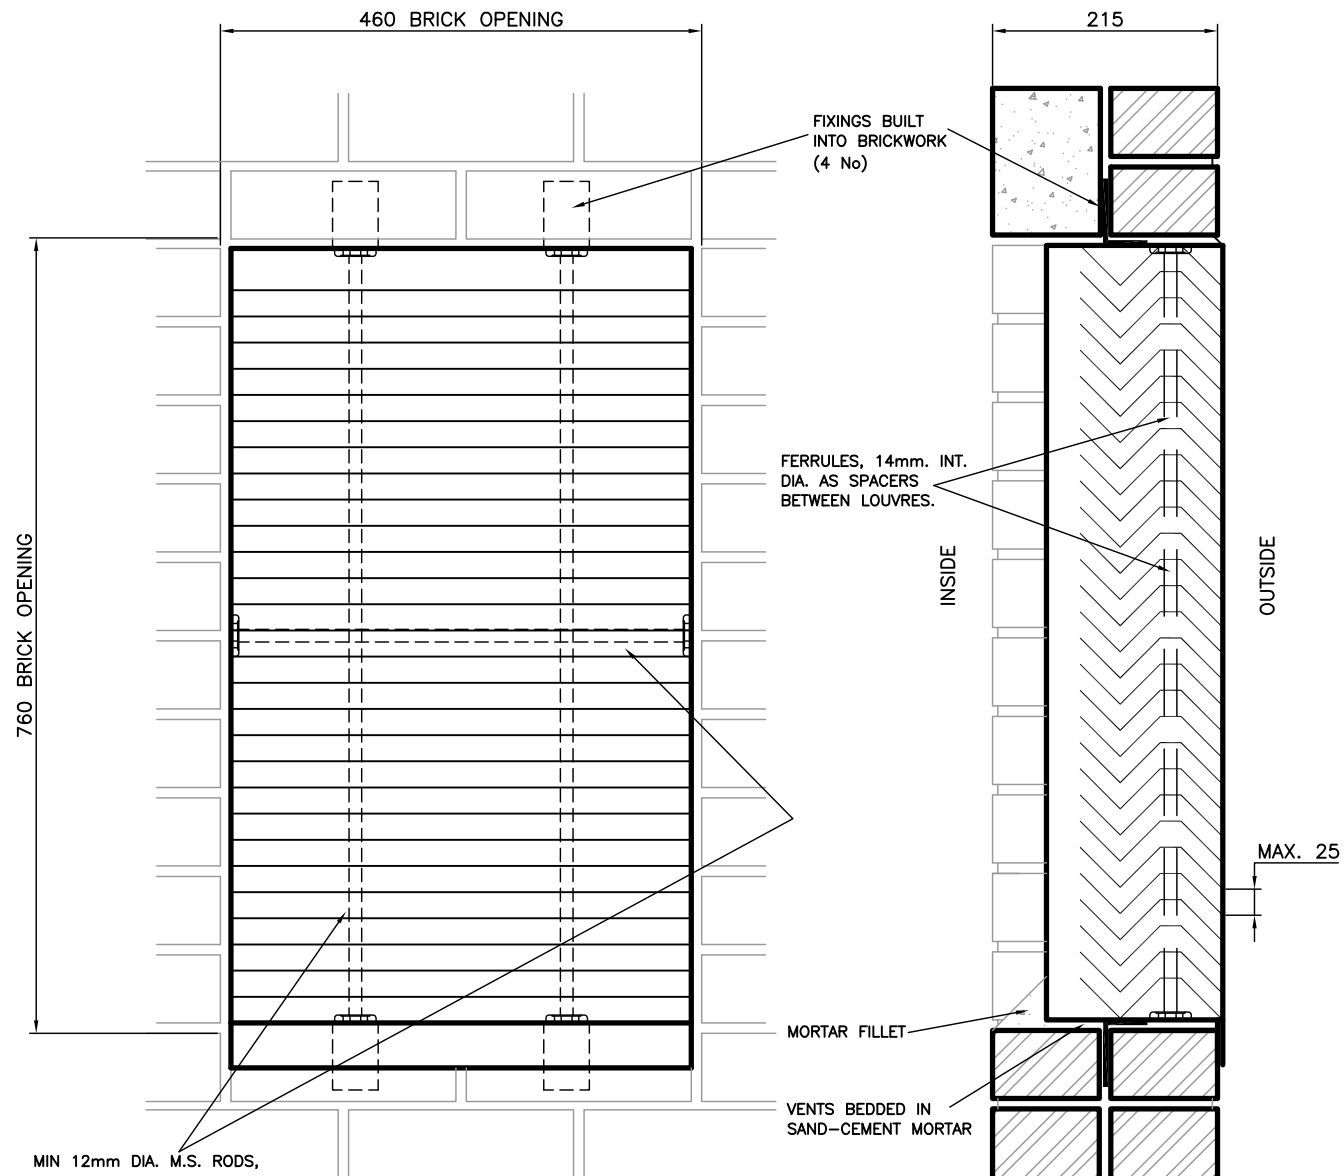 460 BRICK OPENING
215
FIXINGS BUILT
INTO BRICKWORK
(4 No)
FERRULES, 14mm. INT.
DIA. AS SPACERS
BETWEEN LOUVRES.
INSIDE
OUTSIDE
760 BRICK OPENING
MAX. 25
MORTAR FILLET
VENTS BEDDED IN
SAND-CEMENT MORTAR
MIN 12mm DIA. M.S. RODS,